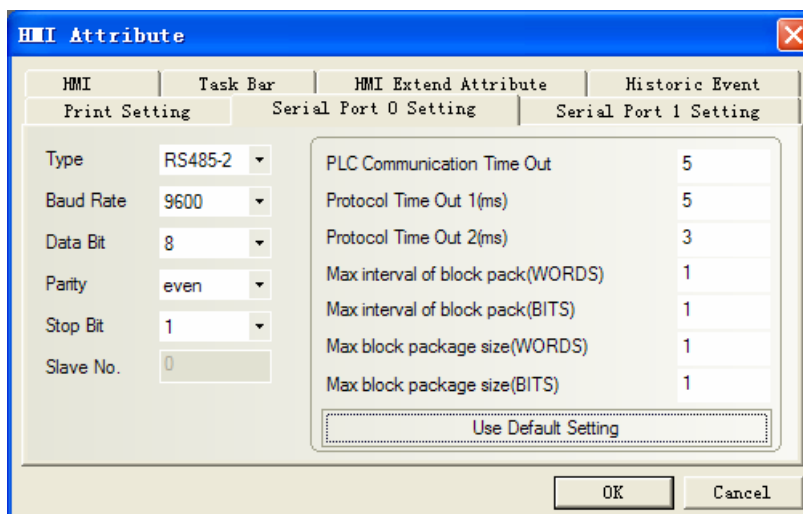 HMI Attribute
HMI Task Bar HMI Extend Attribute Historic Event
Print Setting Serial Port 0 Setting Serial Port 1 Setting
Type RS485-2
Baud Rate 9600
Data Bit 8
Parity even
Stop Bit 1
Slave No. 0
PLC Communication Time Out 5
Protocol Time Out 1(ms) 5
Protocol Time Out 2(ms) 3
Max interval of block pack(WORDS) 1
Max interval of block pack(BITS) 1
Max block package size(WORDS) 1
Max block package size(BITS) 1
Use Default Setting
OK Cancel